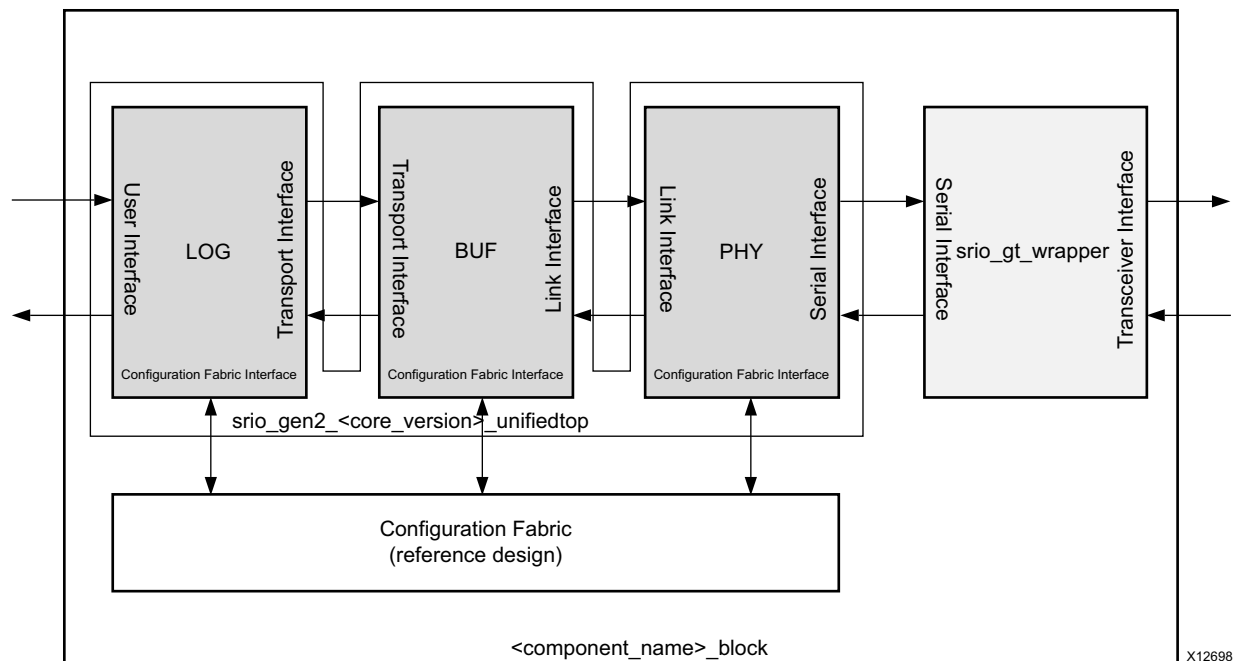 User Interface
LOG
Transport Interface
Configuration Fabric Interface
Transport Interface
BUF
Link Interface
Configuration Fabric Interface
Link Interface
PHY
Serial Interface
Configuration Fabric Interface
Serial Interface
srio_gt_wrapper
Transceiver Interface
srio_gen2_<core_version>_unifiedtop
Configuration Fabric
(reference design)
<component_name>_block
X12698